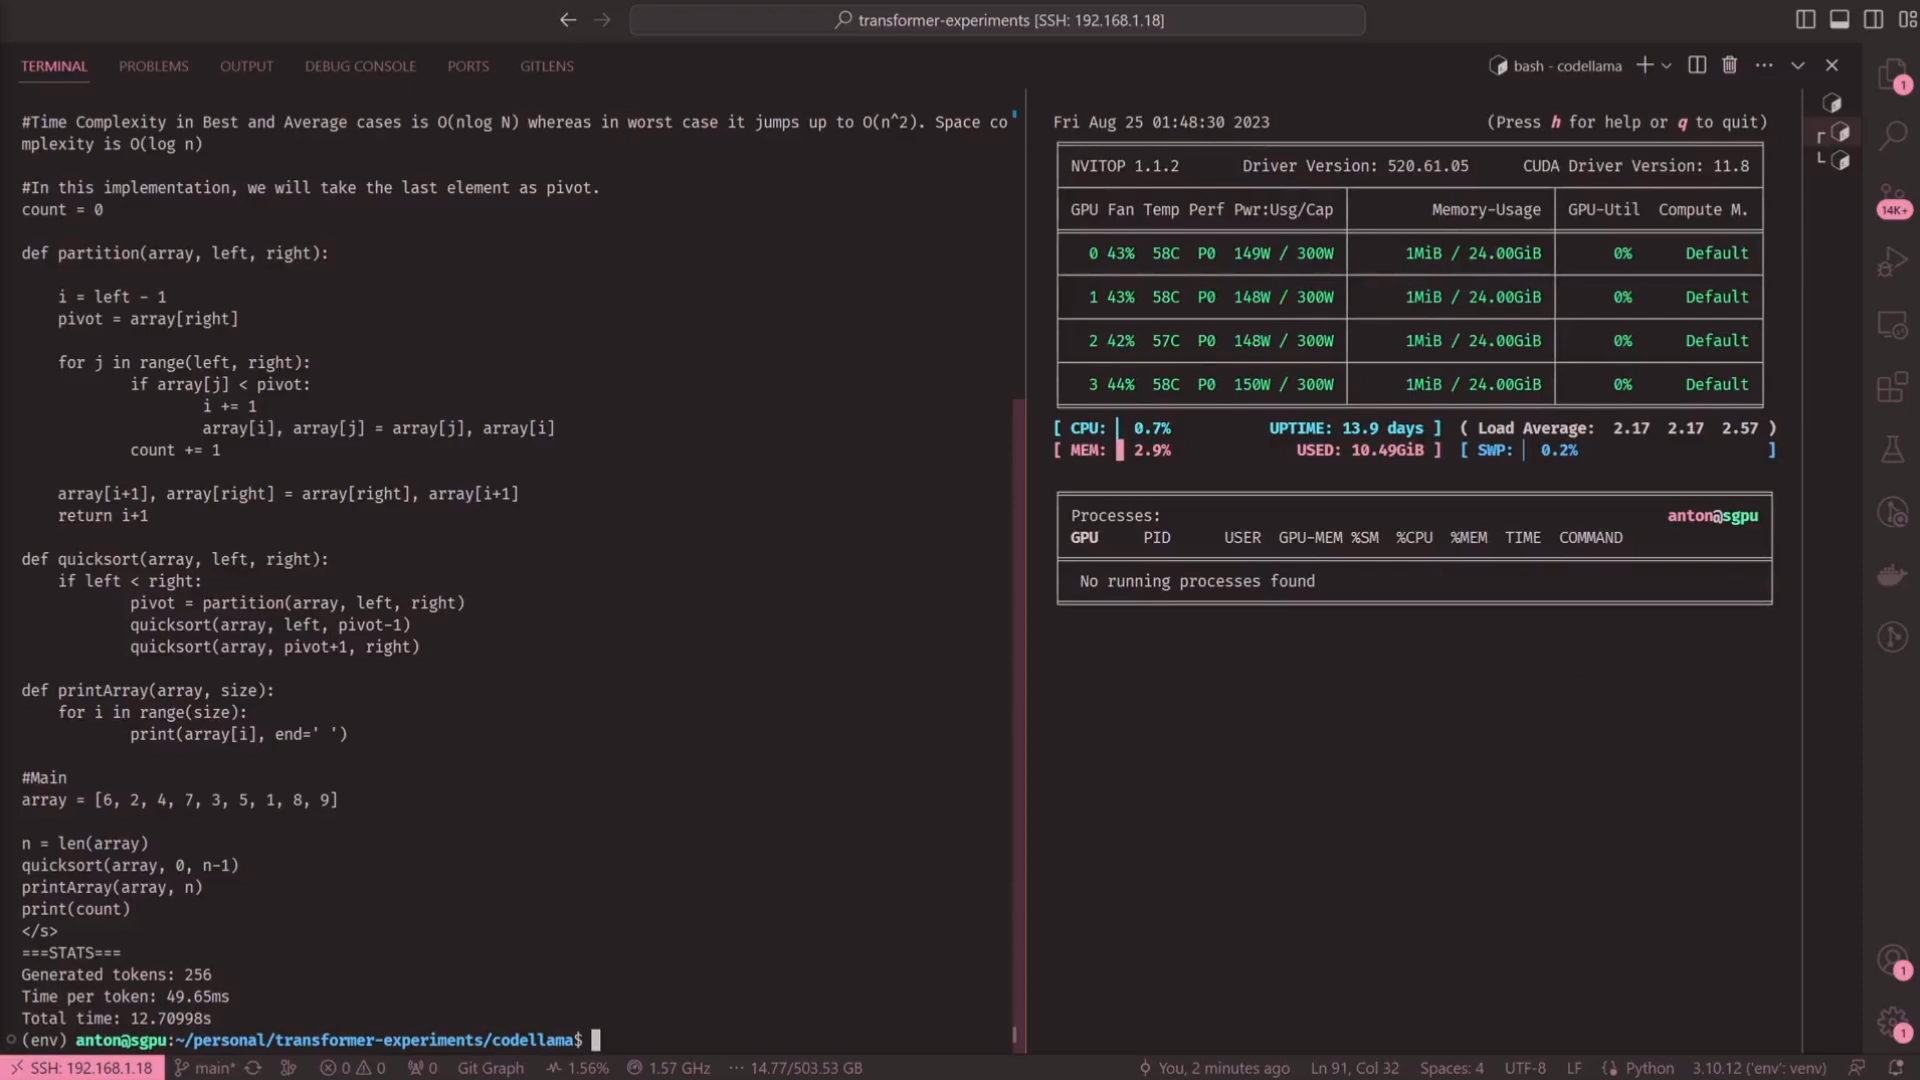 transformer-experiments [SSH: 192.168.1.18]
TERMINAL PROBLEMS OUTPUT DEBUG CONSOLE PORTS GITLENS
bash - codellama
#Time Complexity in Best and Average cases is O(nlog N) whereas in worst case it jumps up to O(n^2). Space co
mplexity is O(log n)
#In this implementation, we will take the last element as pivot.
count = 0
def partition(array, left, right):
i = left - 1
pivot = array[right]
for j in range(left, right):
if array[j] < pivot:
i += 1
array[i], array[j] = array[j], array[i]
count += 1
array[i+1], array[right] = array[right], array[i+1]
return i+1
def quicksort(array, left, right):
if left < right:
pivot = partition(array, left, right)
quicksort(array, left, pivot-1)
quicksort(array, pivot+1, right)
def printArray(array, size):
for i in range(size):
print(array[i], end=' ')
#Main
array = [6, 2, 4, 7, 3, 5, 1, 8, 9]
n = len(array)
quicksort(array, 0, n-1)
printArray(array, n)
print(count)
</s>
===STATS===
Generated tokens: 256
Time per token: 49.65ms
Total time: 12.70998s
(env) anton@sgpu:~/personal/transformer-experiments/codellama$
Fri Aug 25 01:48:30 2023 (Press h for help or q to quit)
NVITOP 1.1.2 Driver Version: 520.61.05 CUDA Driver Version: 11.8
GPU Fan Temp Perf Pwr:Usg/Cap Memory-Usage GPU-Util Compute M.
0 43% 58C P0 149W / 300W 1MiB / 24.00GiB 0% Default
1 43% 58C P0 148W / 300W 1MiB / 24.00GiB 0% Default
2 42% 57C P0 148W / 300W 1MiB / 24.00GiB 0% Default
3 44% 58C P0 150W / 300W 1MiB / 24.00GiB 0% Default
[ CPU: 0.7% UPTIME: 13.9 days ] ( Load Average: 2.17 2.17 2.57 )
[ MEM: 2.9% USED: 10.49GiB ] [ SWP: 0.2% ]
Processes: anton@sgpu
GPU PID USER GPU-MEM %SM %CPU %MEM TIME COMMAND
No running processes found
1
14K+
1
1
SSH: 192.168.1.18 main* 0 0 0 Git Graph 1.56% 1.57 GHz 14.77/503.53 GB You, 2 minutes ago Ln 91, Col 32 Spaces: 4 UTF-8 LF Python 3.10.12 ('env': venv)